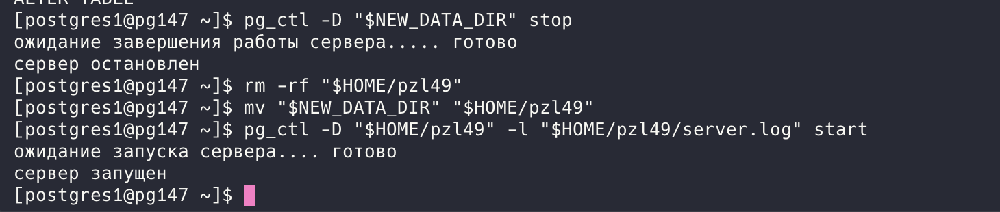 ALTER TABLE
[postgres1@pg147 ~]$ pg_ctl -D "$NEW_DATA_DIR" stop
ожидание завершения работы сервера..... готово
сервер остановлен
[postgres1@pg147 ~]$ rm -rf "$HOME/pzl49"
[postgres1@pg147 ~]$ mv "$NEW_DATA_DIR" "$HOME/pzl49"
[postgres1@pg147 ~]$ pg_ctl -D "$HOME/pzl49" -l "$HOME/pzl49/server.log" start
ожидание запуска сервера.... готово
сервер запущен
[postgres1@pg147 ~]$